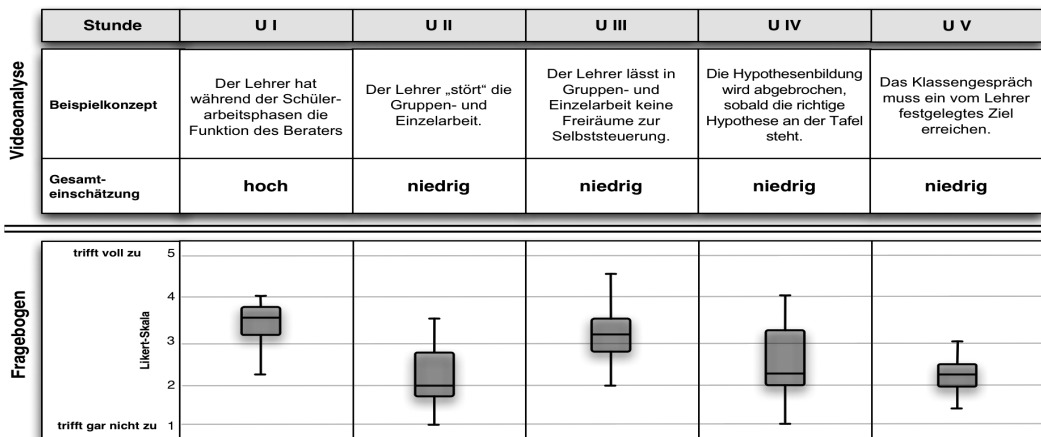 Stunde
U I
U II
U III
U IV
U V
Videoanalyse
Beispielkonzept
Der Lehrer hat
während der Schüler-
arbeitsphasen die
Funktion des Beraters
Der Lehrer „stört“ die
Gruppen- und
Einzelarbeit.
Der Lehrer lässt in
Gruppen- und
Einzelarbeit keine
Freiräume zur
Selbststeuerung.
Die Hypothesenbildung
wird abgebrochen,
sobald die richtige
Hypothese an der Tafel
steht.
Das Klassengespräch
muss ein vom Lehrer
festgelegtes Ziel
erreichen.
Gesamt-
einschätzung
hoch
niedrig
niedrig
niedrig
niedrig
Fragebogen
trifft voll zu 5
4
Likert-Skala
3
2
trifft gar nicht zu 1